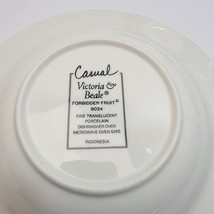 Casual
Victoria &
Beale®
FORBIDDEN FRUIT®
9024
FINE TRANSLUCENT
PORCELAIN
DISHWASHER OVEN
MICROWAVE OVEN SAFE
INDONESIA